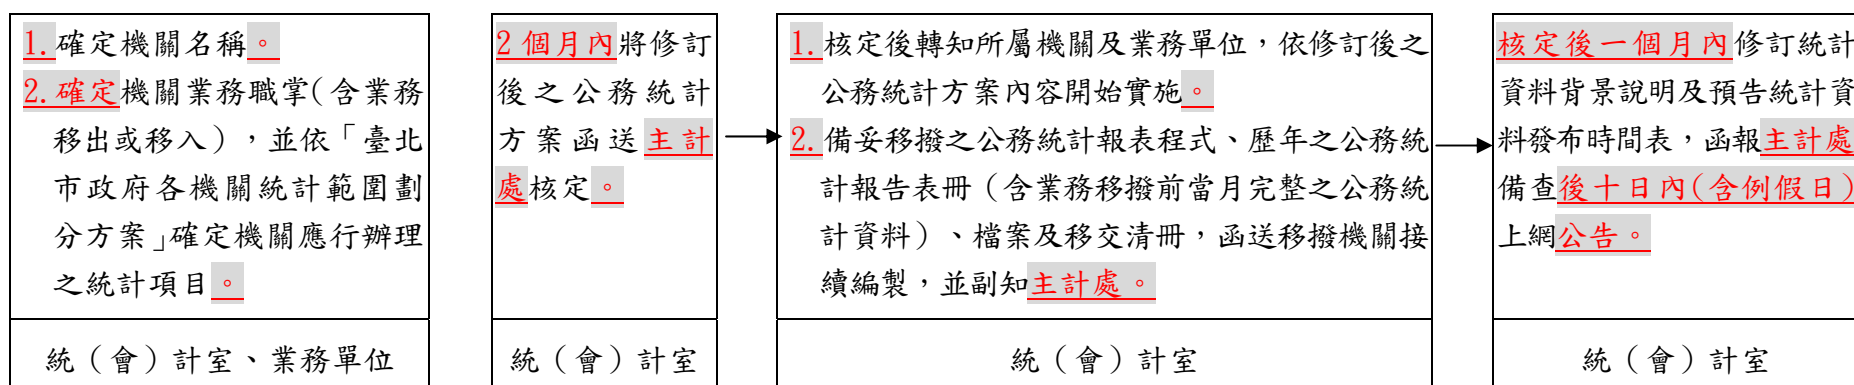 1.確定機關名稱。
2.確定機關業務職掌(含業務
移出或移入),並依「臺北
市政府各機關統計範圍劃
分方案」確定機關應行辦理
之統計項目。
統(會)計室、業務單位
2個月內將修訂
後之公務統計
方案函送主計
處核定。
統(會)計室
1.核定後轉知所屬機關及業務單位,依修訂後之
公務統計方案內容開始實施。
2.備妥移撥之公務統計報表程式、歷年之公務統
計報告表冊(含業務移撥前當月完整之公務統
計資料)、檔案及移交清冊,函送移撥機關接
續編製,並副知主計處。
統(會)計室
核定後一個月內修訂統計
資料背景說明及預告統計資
料發布時間表,函報主計處
備查後十日內(含例假日)
上網公告。
統(會)計室